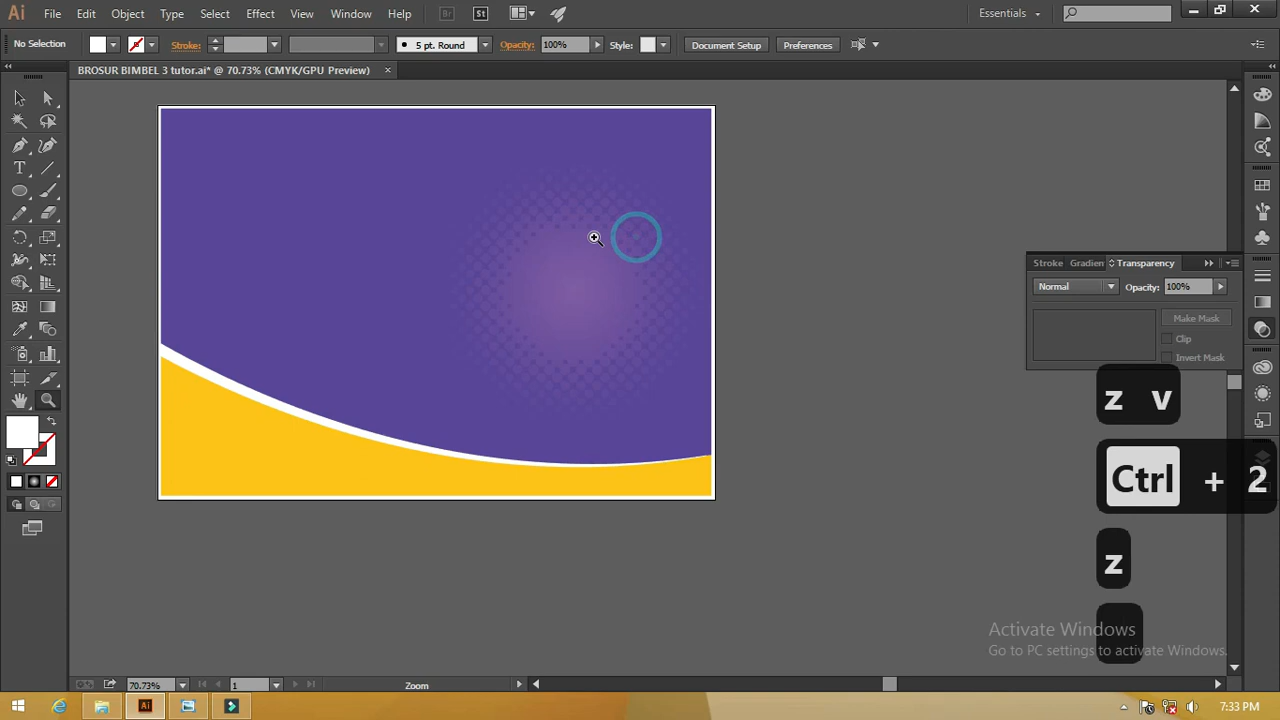 Ai File Edit Object Type Select Effect View Window Help Br St Essentials
No Selection Stroke: 5 pt. Round Opacity: 100% Style: Document Setup Preferences
BROSUR BIMBEL 3 tutor.ai* @ 70.73% (CMYK/GPU Preview)
Stroke Gradien Transparency
Normal Opacity: 100%
Make Mask
Clip
Invert Mask
z v
Ctrl + 2
z
Activate Windows
Go to PC settings to activate Windows.
70.73% 1 Zoom
Ai 7:33 PM